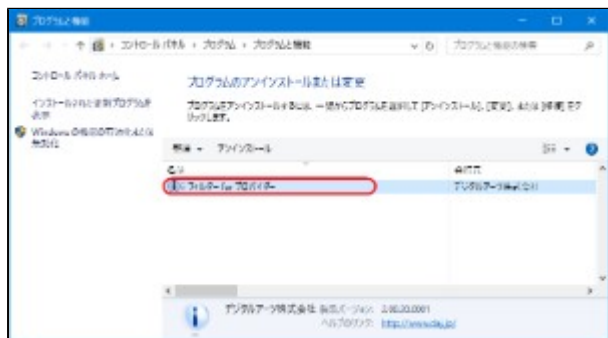 プログラムと機能
コントロール パネル › プログラム › プログラムと機能
プログラムと機能の検索
コントロール パネル ホーム
プログラムのアンインストールまたは変更
インストールされた更新プログラムを表示
プログラムをアンインストールするには、一覧からプログラムを選択して [アンインストール]、[変更]、または [修復] をクリックします。
Windows の機能の有効化または無効化
整理 アンインストール
名前
発行元
フィルター for プロバイダー
デジタルアーツ株式会社
デジタルアーツ株式会社 製品バージョン:
ヘルプのリンク: